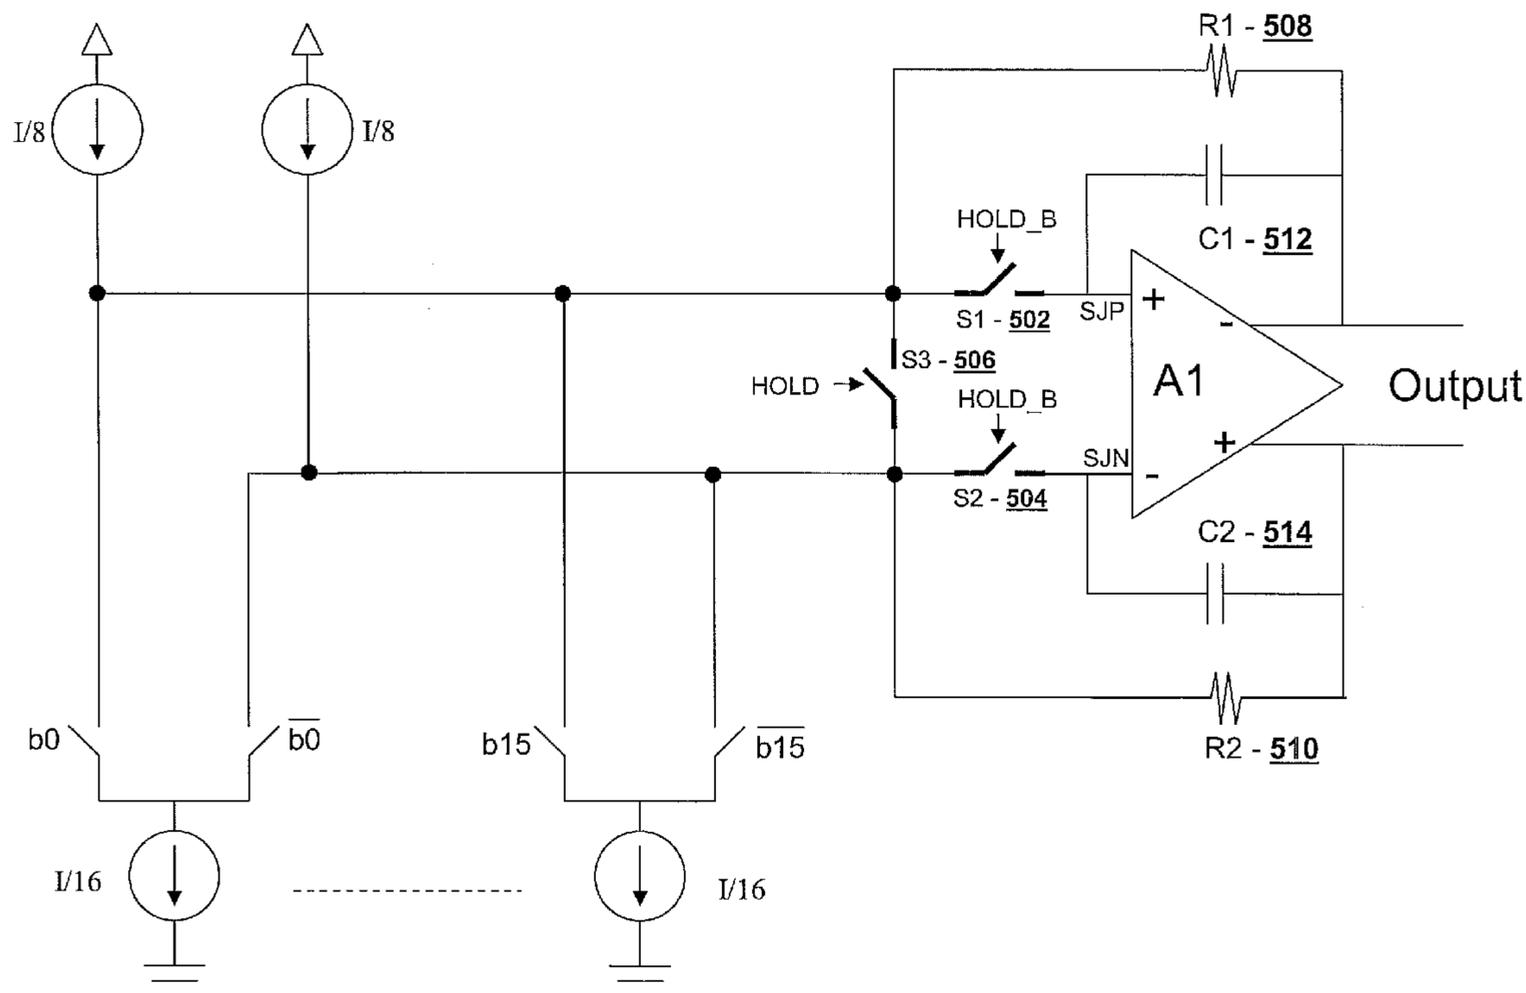 R1 - 508
I/8
I/8
HOLD_B
C1 - 512
S1 - 502
SJP
+
-
S3 - 506
HOLD
A1
Output
HOLD_B
SJN
+
-
S2 - 504
C2 - 514
b0
b0
b15
b15
R2 - 510
I/16
I/16